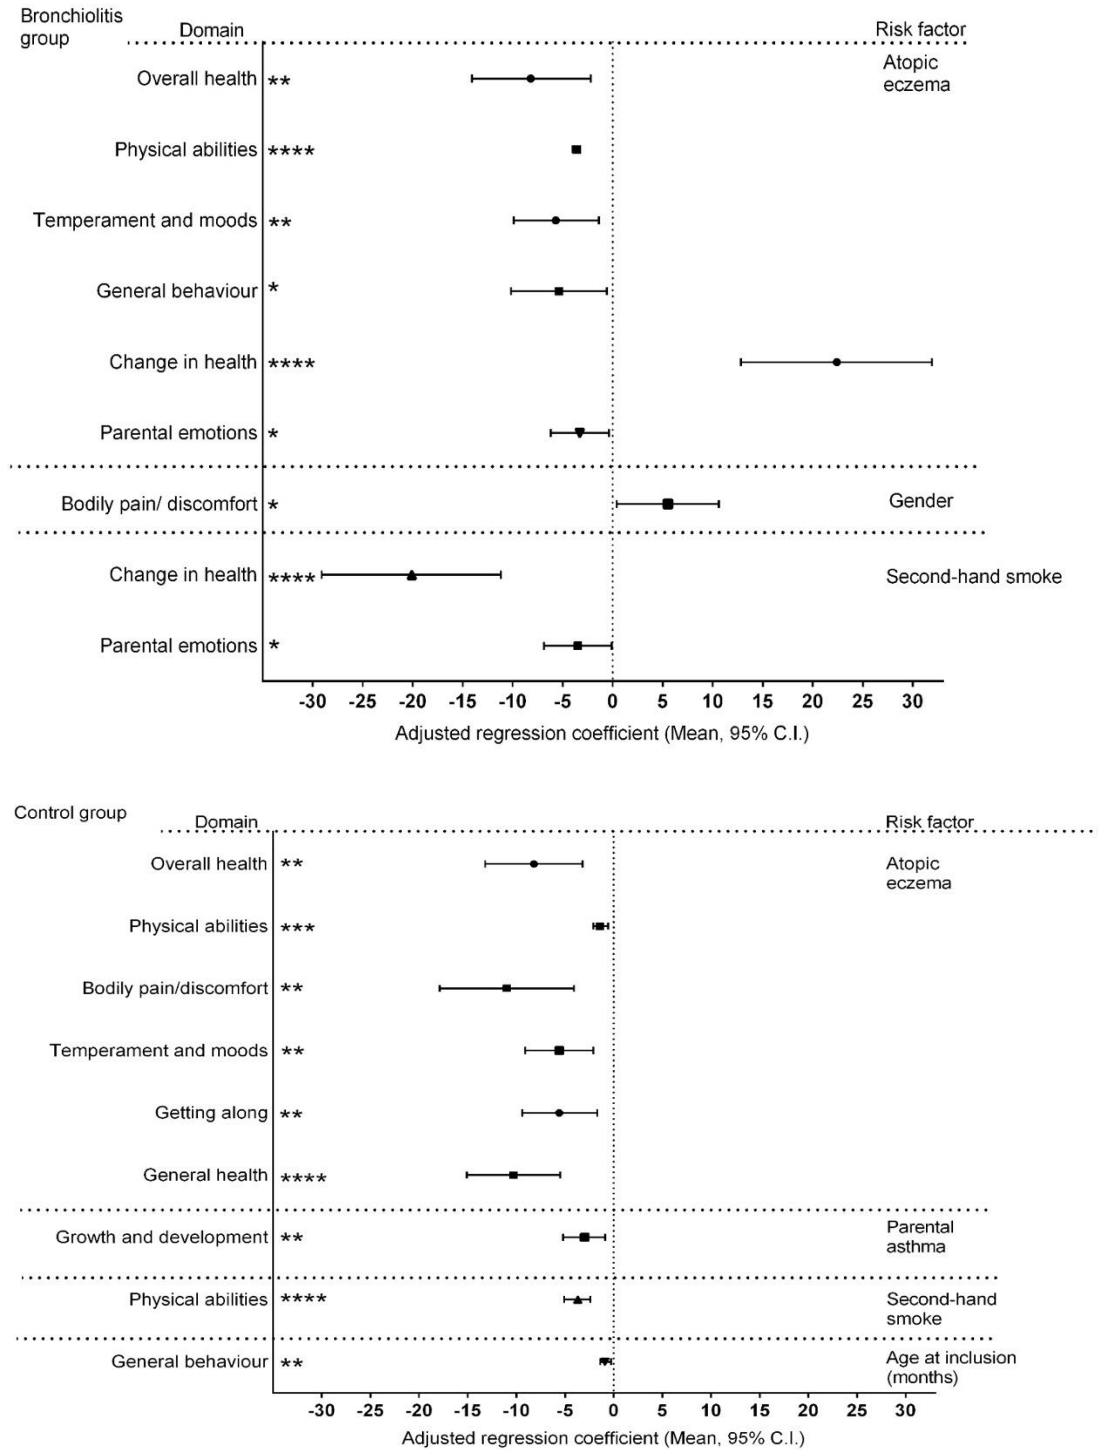 Bronchiolitis
group
Domain
Risk factor
Overall health **
Atopic
eczema
Physical abilities ****
Temperament and moods **
General behaviour *
Change in health ****
Parental emotions *
Bodily pain/ discomfort *
Gender
Change in health ****
Second-hand smoke
Parental emotions *
-30 -25 -20 -15 -10 -5 0 5 10 15 20 25 30
Adjusted regression coefficient (Mean, 95% C.I.)
Control group
Domain
Risk factor
Overall health **
Atopic
eczema
Physical abilities ***
Bodily pain/discomfort **
Temperament and moods **
Getting along **
General health ****
Growth and development **
Parental
asthma
Physical abilities ****
Second-hand
smoke
General behaviour **
Age at inclusion
(months)
-30 -25 -20 -15 -10 -5 0 5 10 15 20 25 30
Adjusted regression coefficient (Mean, 95% C.I.)